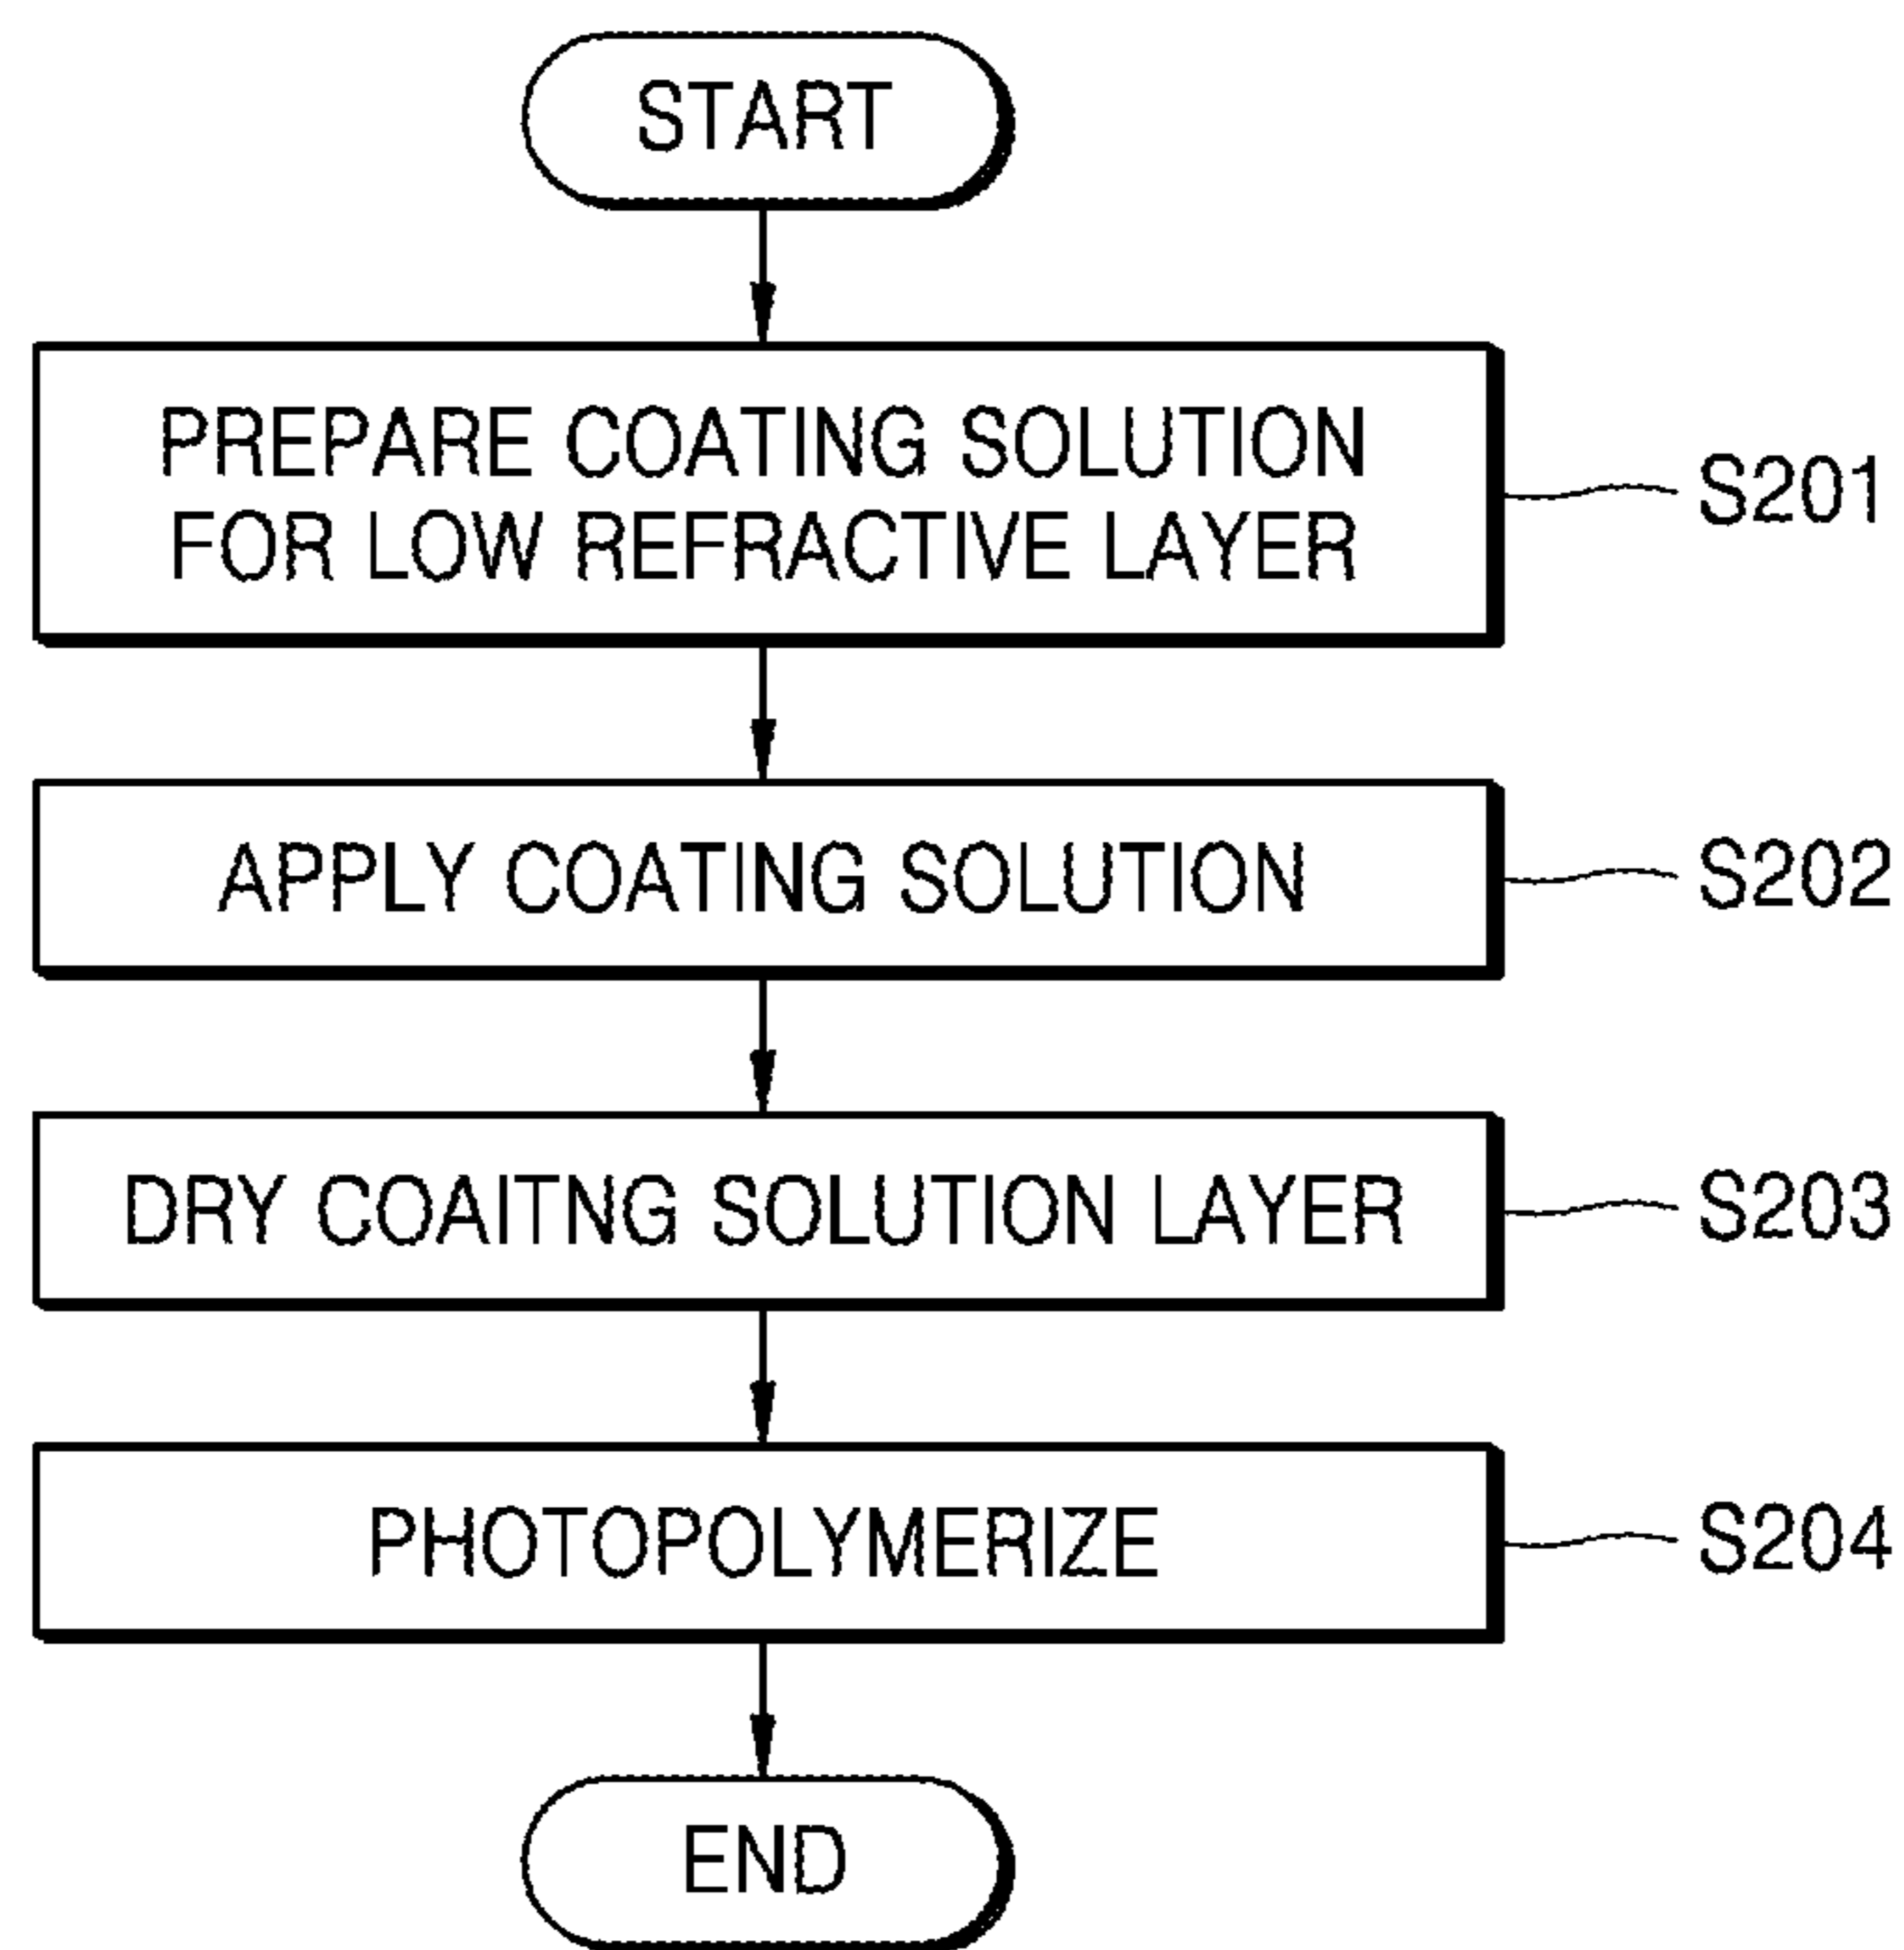 START
PREPARE COATING SOLUTION
FOR LOW REFRACTIVE LAYER
S201
APPLY COATING SOLUTION
S202
DRY COAITNG SOLUTION LAYER
S203
PHOTOPOLYMERIZE
S204
END